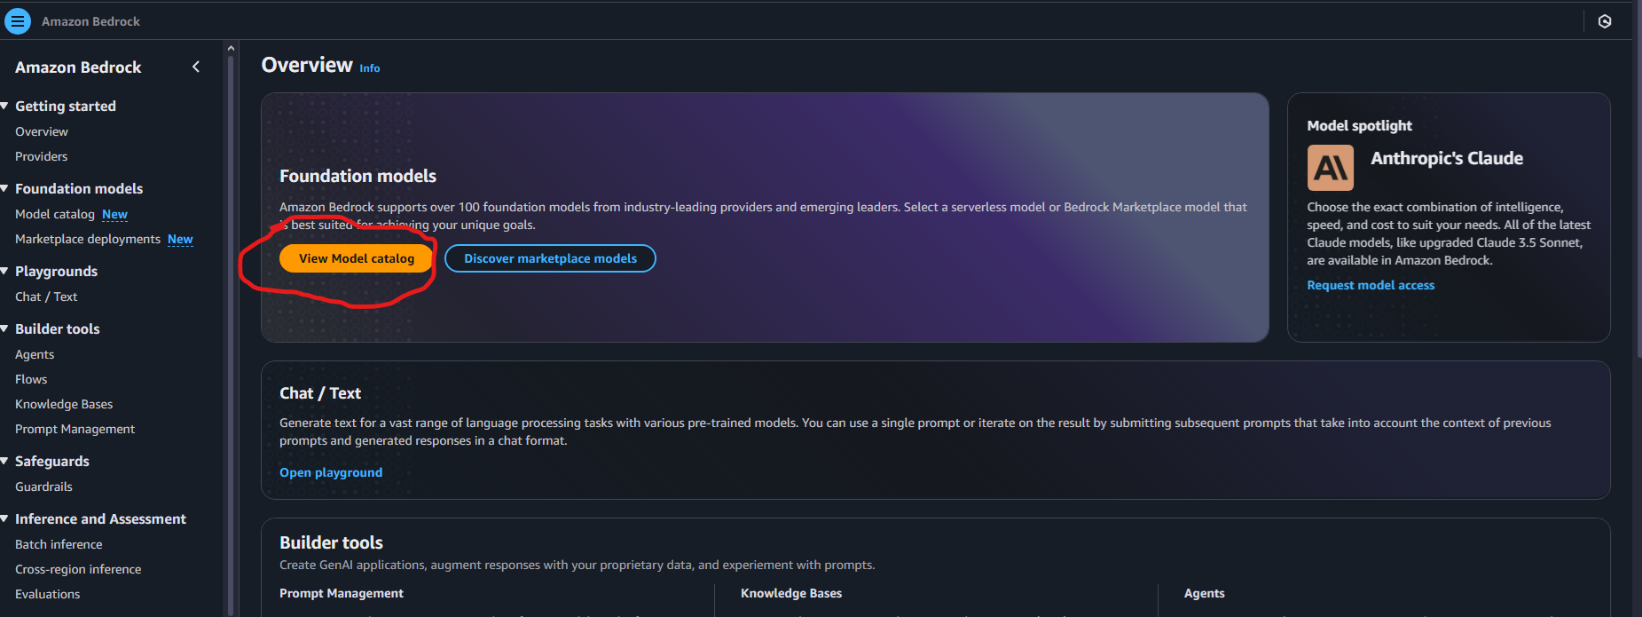 Amazon Bedrock
Amazon Bedrock
Getting started
Overview
Providers
Foundation models
Model catalog New
Marketplace deployments New
Playgrounds
Chat / Text
Builder tools
Agents
Flows
Knowledge Bases
Prompt Management
Safeguards
Guardrails
Inference and Assessment
Batch inference
Cross-region inference
Evaluations
Overview Info
Foundation models
Amazon Bedrock supports over 100 foundation models from industry-leading providers and emerging leaders. Select a serverless model or Bedrock Marketplace model that
is best suited for achieving your unique goals.
View Model catalog
Discover marketplace models
Model spotlight
Anthropic's Claude
Choose the exact combination of intelligence,
speed, and cost to suit your needs. All of the latest
Claude models, like upgraded Claude 3.5 Sonnet,
are available in Amazon Bedrock.
Request model access
Chat / Text
Generate text for a vast range of language processing tasks with various pre-trained models. You can use a single prompt or iterate on the result by submitting subsequent prompts that take into account the context of previous
prompts and generated responses in a chat format.
Open playground
Builder tools
Create GenAI applications, augment responses with your proprietary data, and experiement with prompts.
Prompt Management
Knowledge Bases
Agents